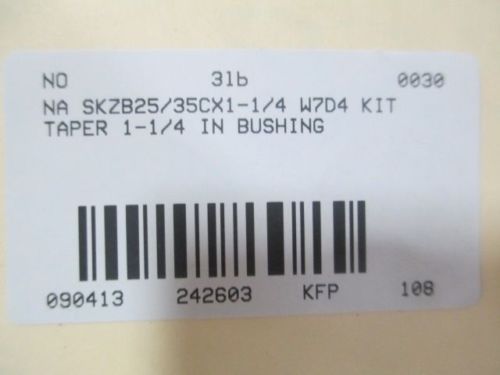 NO 31b 0030
NA SKZB25/35CX1-1/4 W7D4 KIT
TAPER 1-1/4 IN BUSHING
090413 242603 KFP 108